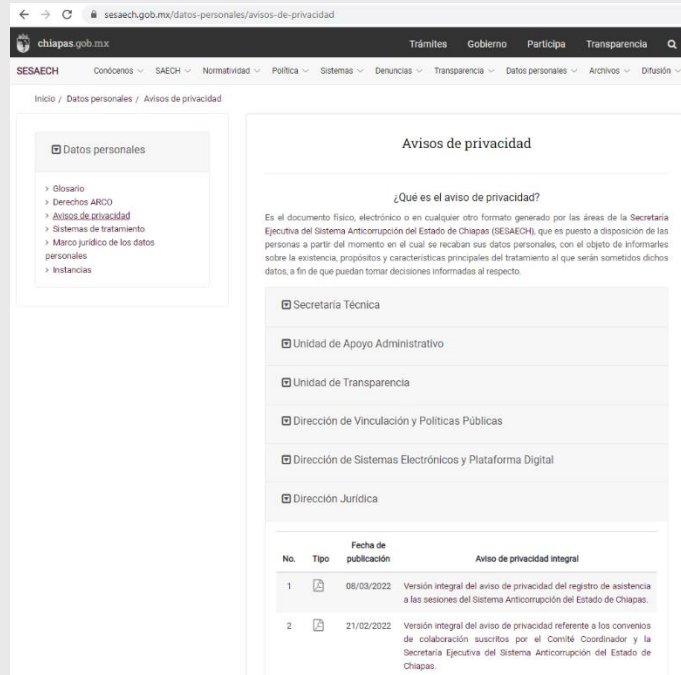 sesaech.gob.mx/datos-personales/avisos-de-privacidad
chiapas.gob.mx
Trámites Gobierno Participa Transparencia
SESAECH Conócenos SAECH Normatividad Política Sistemas Denuncias Transparencia Datos personales Archivos Difusión
Inicio / Datos personales / Avisos de privacidad
Datos personales
> Glosario
> Derechos ARCO
> Avisos de privacidad
> Sistemas de tratamiento
> Marco jurídico de los datos
personales
> Instancias
Avisos de privacidad
¿Qué es el aviso de privacidad?
Es el documento físico, electrónico o en cualquier otro formato generado por las áreas de la Secretaría
Ejecutiva del Sistema Anticorrupción del Estado de Chiapas (SESAECH), que es puesto a disposición de las
personas a partir del momento en el cual se recaban sus datos personales, con el objeto de informarles
sobre la existencia, propósitos y características principales del tratamiento al que serán sometidos dichos
datos, a fin de que puedan tomar decisiones informadas al respecto.
Secretaría Técnica
Unidad de Apoyo Administrativo
Unidad de Transparencia
Dirección de Vinculación y Políticas Públicas
Dirección de Sistemas Electrónicos y Plataforma Digital
Dirección Jurídica
Fecha de
No. Tipo publicación Aviso de privacidad integral
1 08/03/2022 Versión integral del aviso de privacidad del registro de asistencia
a las sesiones del Sistema Anticorrupción del Estado de Chiapas.
2 21/02/2022 Versión integral del aviso de privacidad referente a los convenios
de colaboración suscritos por el Comité Coordinador y la
Secretaría Ejecutiva del Sistema Anticorrupción del Estado de
Chiapas.